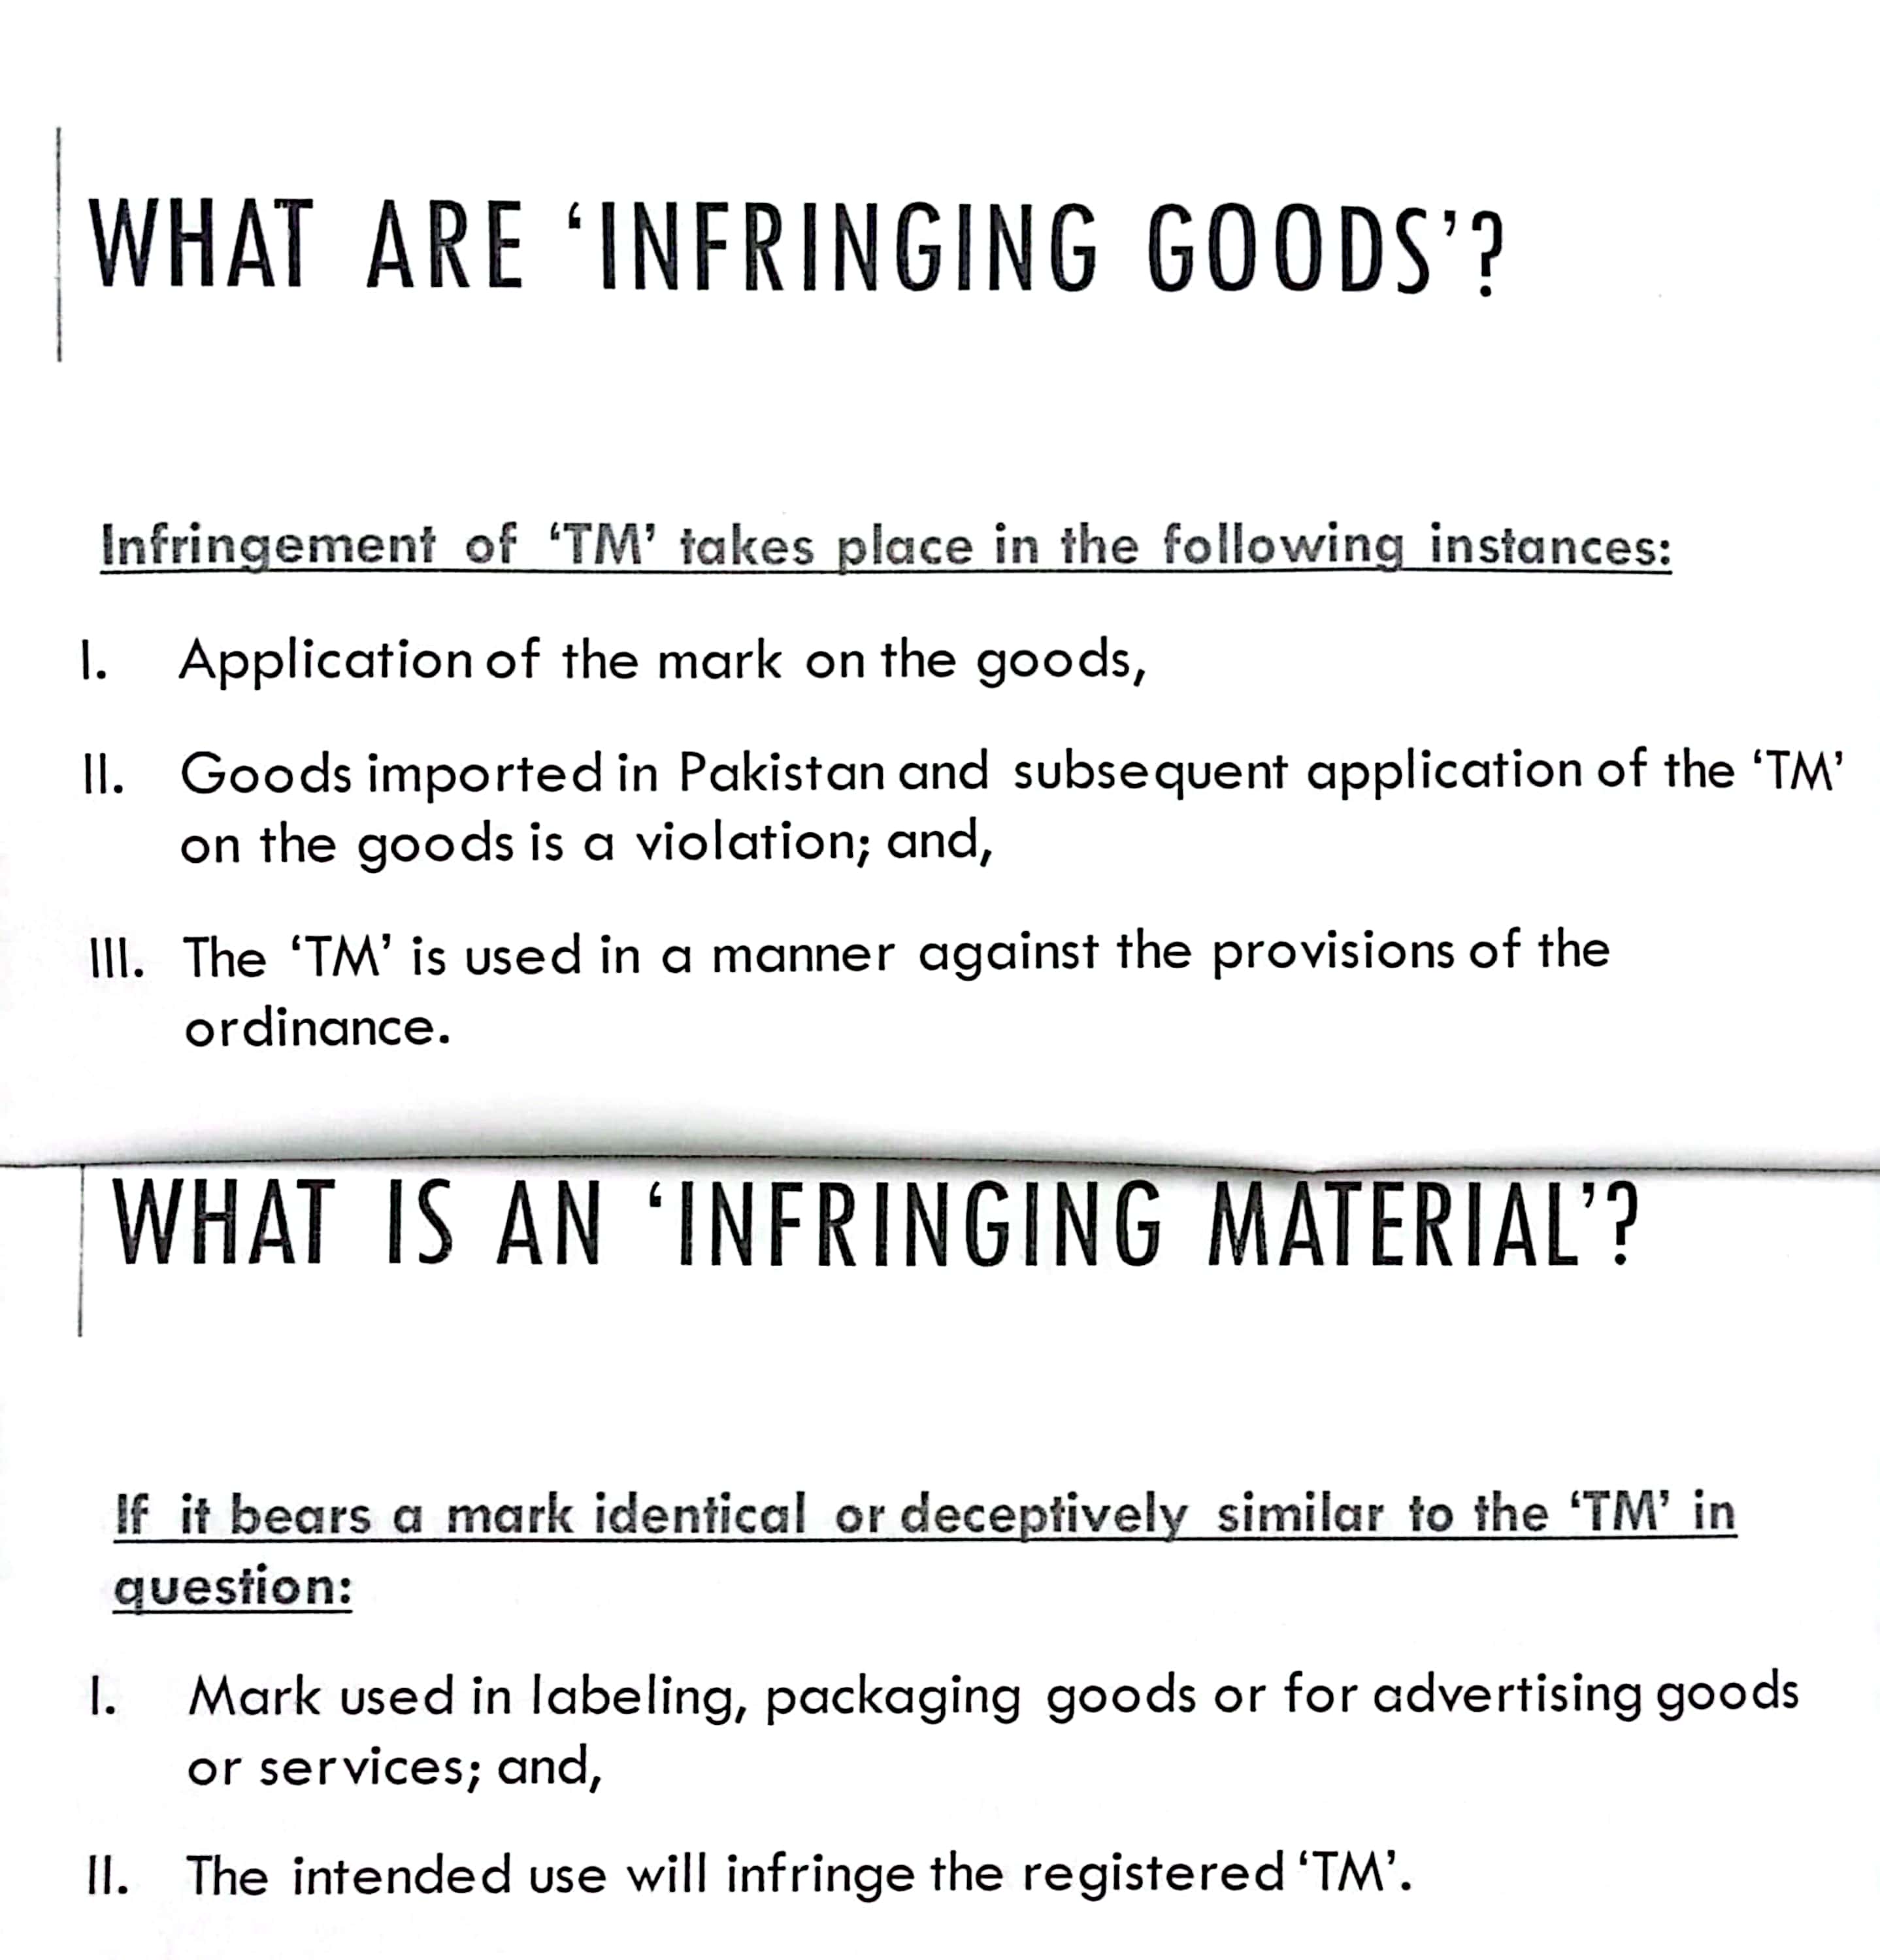 WHAT ARE ‘INFRINGING GOODS’?
Infringement of ‘TM’ takes place in the following instances:
I. Application of the mark on the goods,
II. Goods imported in Pakistan and subsequent application of the ‘TM’
on the goods is a violation; and,
III. The ‘TM’ is used in a manner against the provisions of the
ordinance.
WHAT IS AN ‘INFRINGING MATERIAL’?
If it bears a mark identical or deceptively similar to the ‘TM’ in
question:
I. Mark used in labeling, packaging goods or for advertising goods
or services; and,
II. The intended use will infringe the registered ‘TM’.